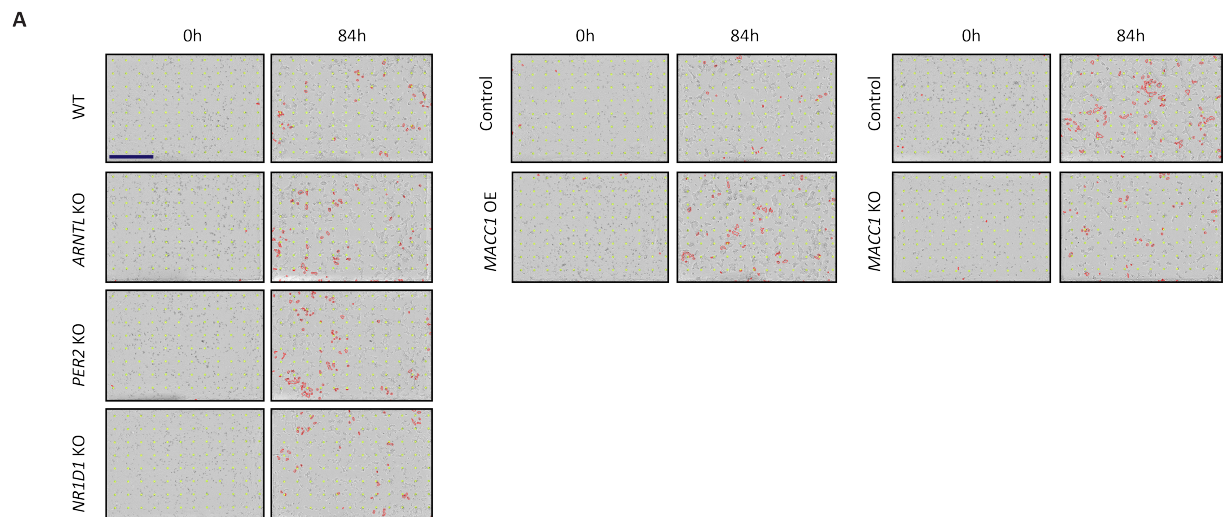 A
0h 84h 0h 84h 0h 84h
WT
Control
Control
ARNTL KO
MACC1 OE
MACC1 KO
PER2 KO
NR1D1 KO